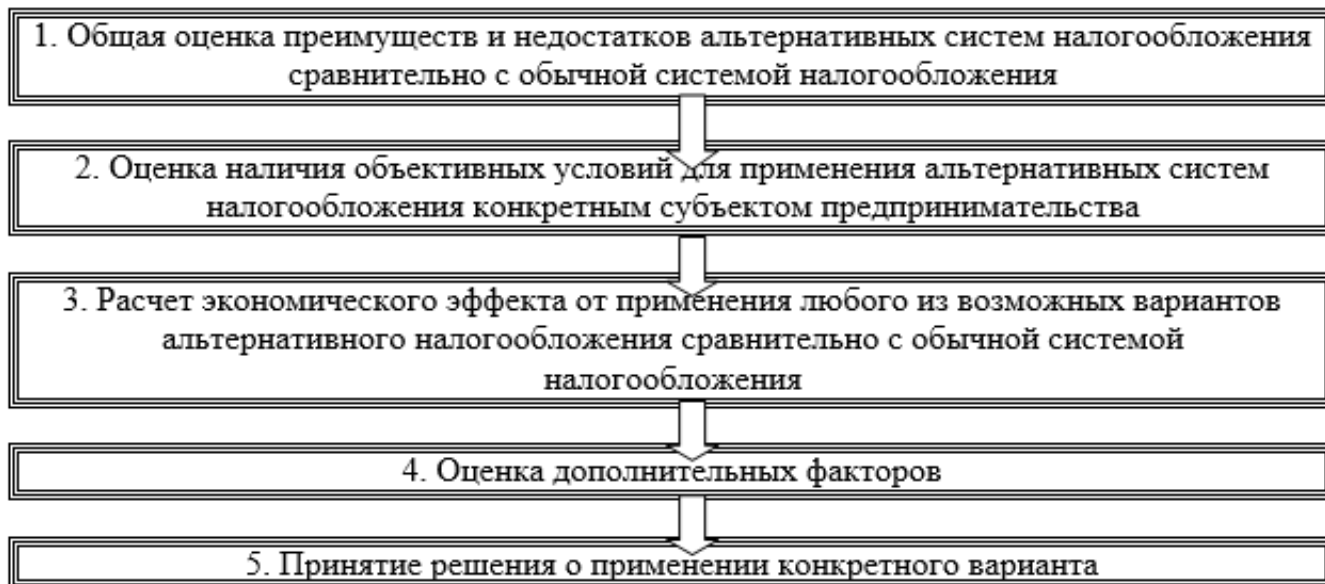 1. Общая оценка преимуществ и недостатков альтернативных систем налогообложения
сравнительно с обычной системой налогообложения
2. Оценка наличия объективных условий для применения альтернативных систем
налогообложения конкретным субъектом предпринимательства
3. Расчет экономического эффекта от применения любого из возможных вариантов
альтернативного налогообложения сравнительно с обычной системой
налогообложения
4. Оценка дополнительных факторов
5. Принятие решения о применении конкретного варианта